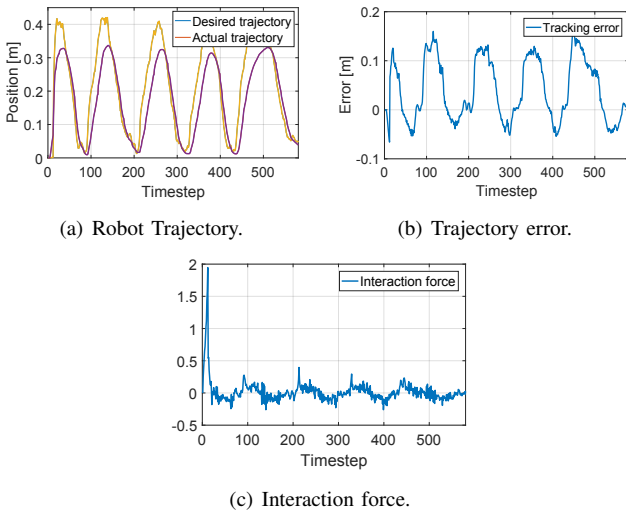 Desired trajectory
Actual trajectory
Position [m]
0.4
0.3
0.2
0.1
0
0 100 200 300 400 500
Timestep
(a) Robot Trajectory.
Tracking error
Error [m]
0.2
0.1
0
-0.1
0 100 200 300 400 500
Timestep
(b) Trajectory error.
Interaction force
2
1.5
1
0.5
0
-0.5
0 100 200 300 400 500
Timestep
(c) Interaction force.